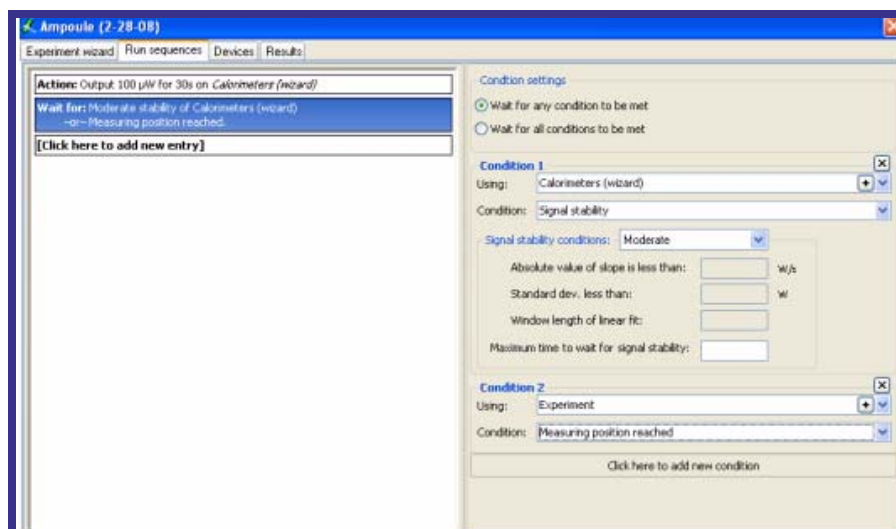 Ampoule (2-28-08)
Experiment wizard Run sequences Devices Results
Action: Output 100 µW for 30s on Calorimeters (wizard)
Wait for: Moderate stability of Calorimeters (wizard)
--or-- Measuring position reached.
[Click here to add new entry]
Condtion settings
Wait for any condition to be met
Wait for all conditions to be met
Condition 1
Using: Calorimeters (wizard)
Condition: Signal stability
Signal stability conditions: Moderate
Absolute value of slope is less than: W/s
Standard dev. less than: W
Window length of linear fit:
Maximum time to wait for signal stability:
Condition 2
Using: Experiment
Condition: Measuring position reached
Click here to add new condition